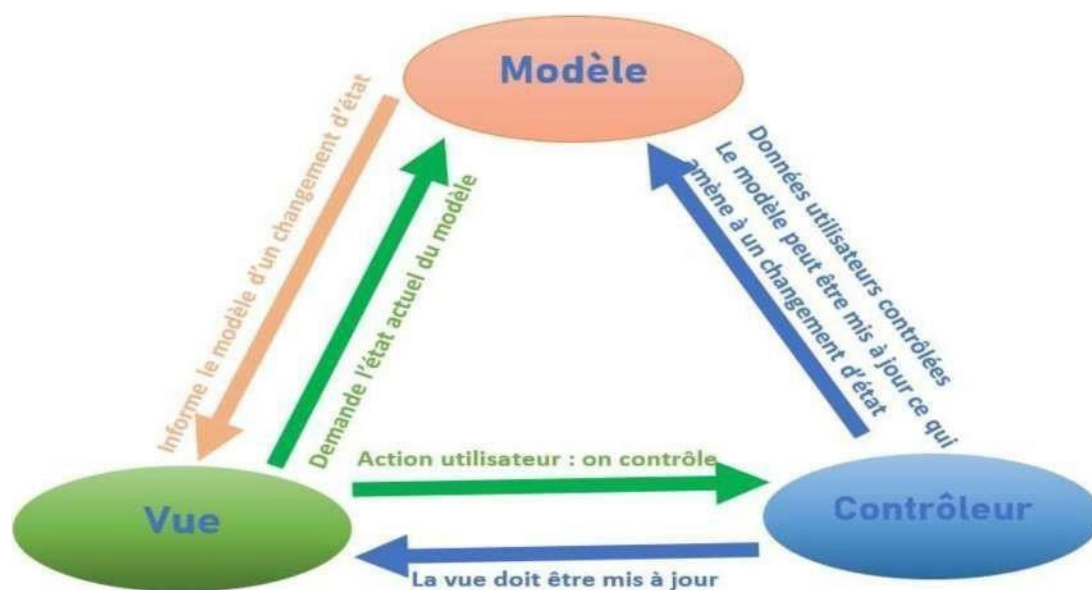 Modèle
Informe le modèle d'un changement d'état
Demande l'état actuel du modèle
Données utilisateurs contrôlées
Le modèle peut être mis à jour ce qui
amène à un changement d'état
Action utilisateur : on contrôle
Vue
Contrôleur
La vue doit être mis à jour